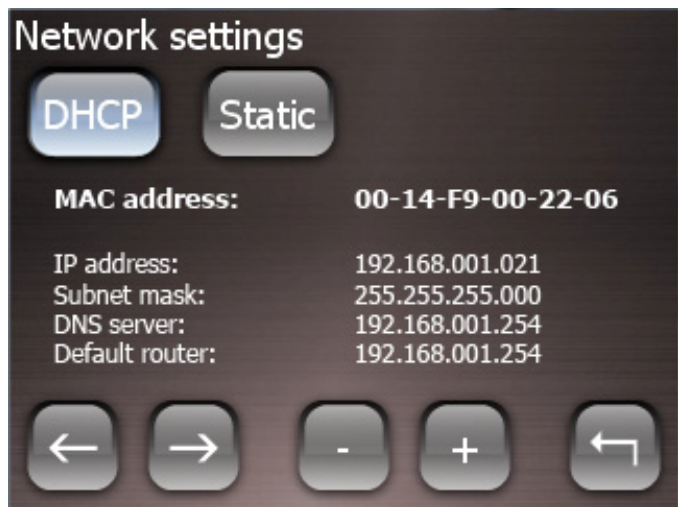 Network settings
DHCP Static
MAC address: 00-14-F9-00-22-06
IP address: 192.168.001.021
Subnet mask: 255.255.255.000
DNS server: 192.168.001.254
Default router: 192.168.001.254
← → - + ↰